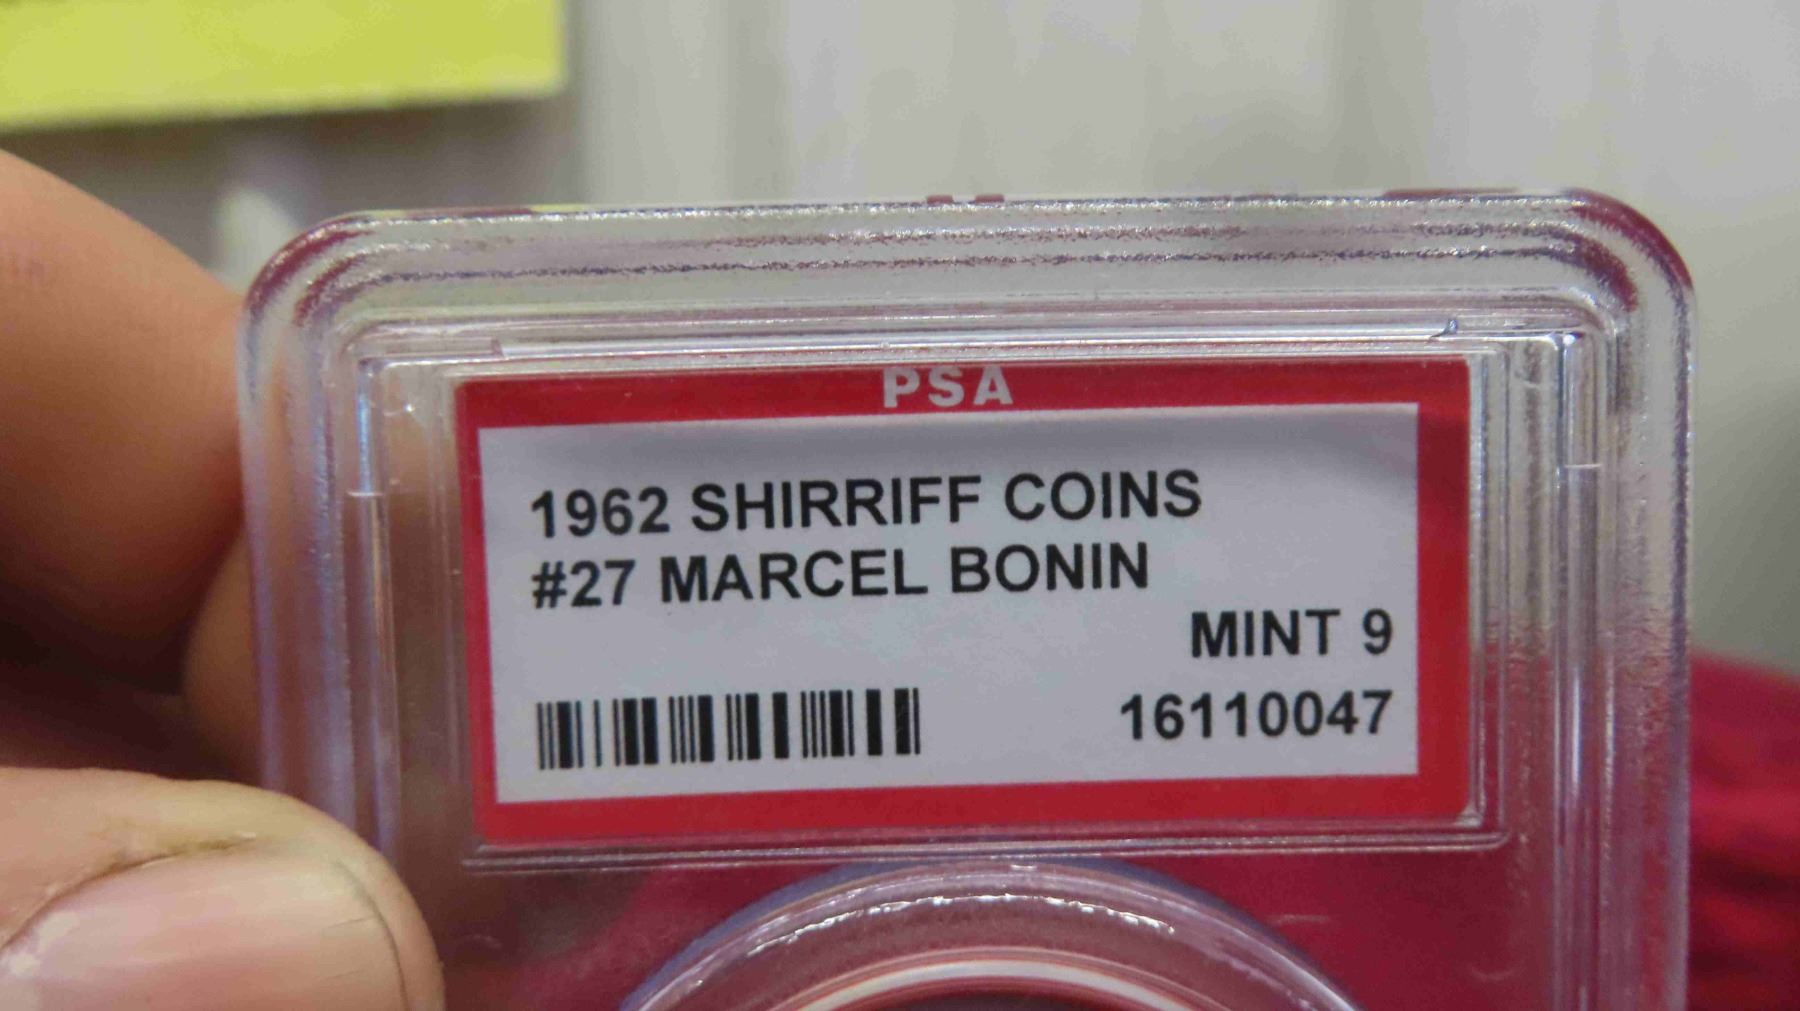 PSA
1962 SHIRRIFF COINS
#27 MARCEL BONIN
MINT 9
16110047